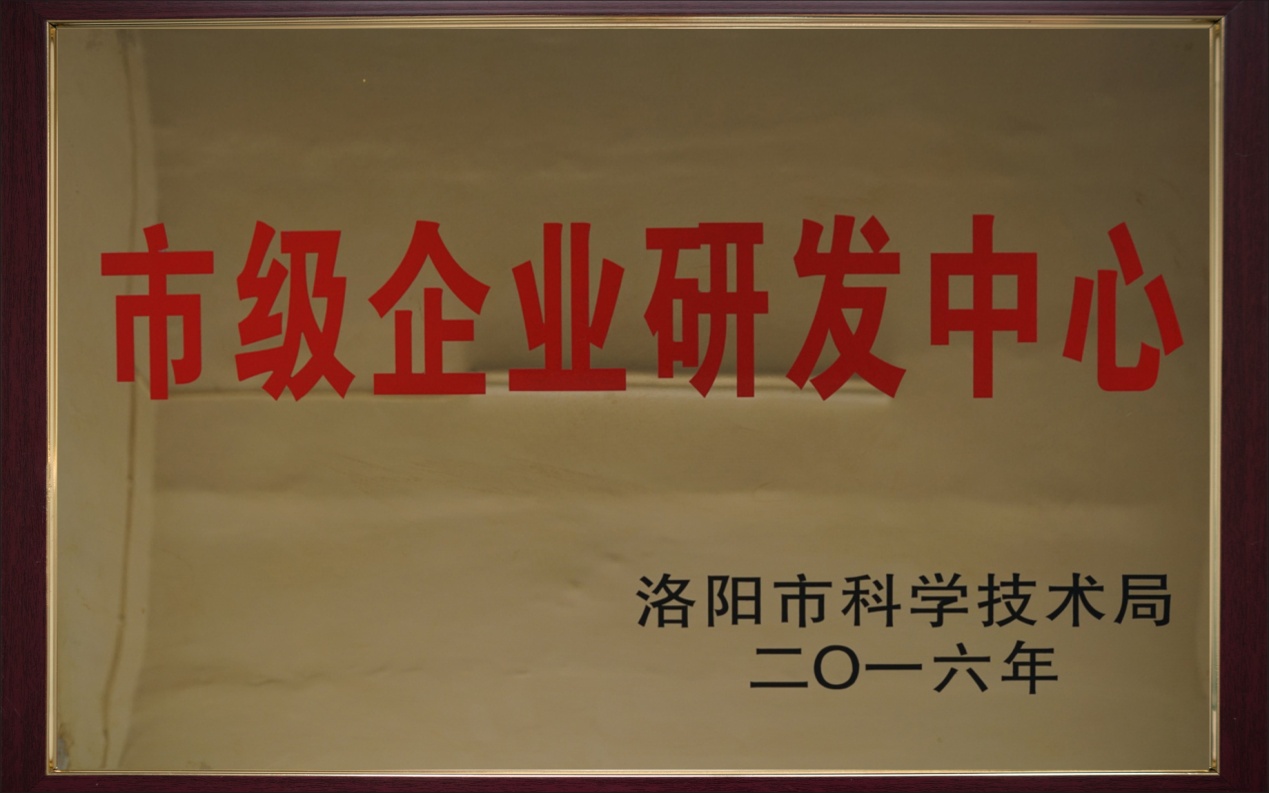 市级企业研发中心
洛阳市科学技术局
二〇一六年